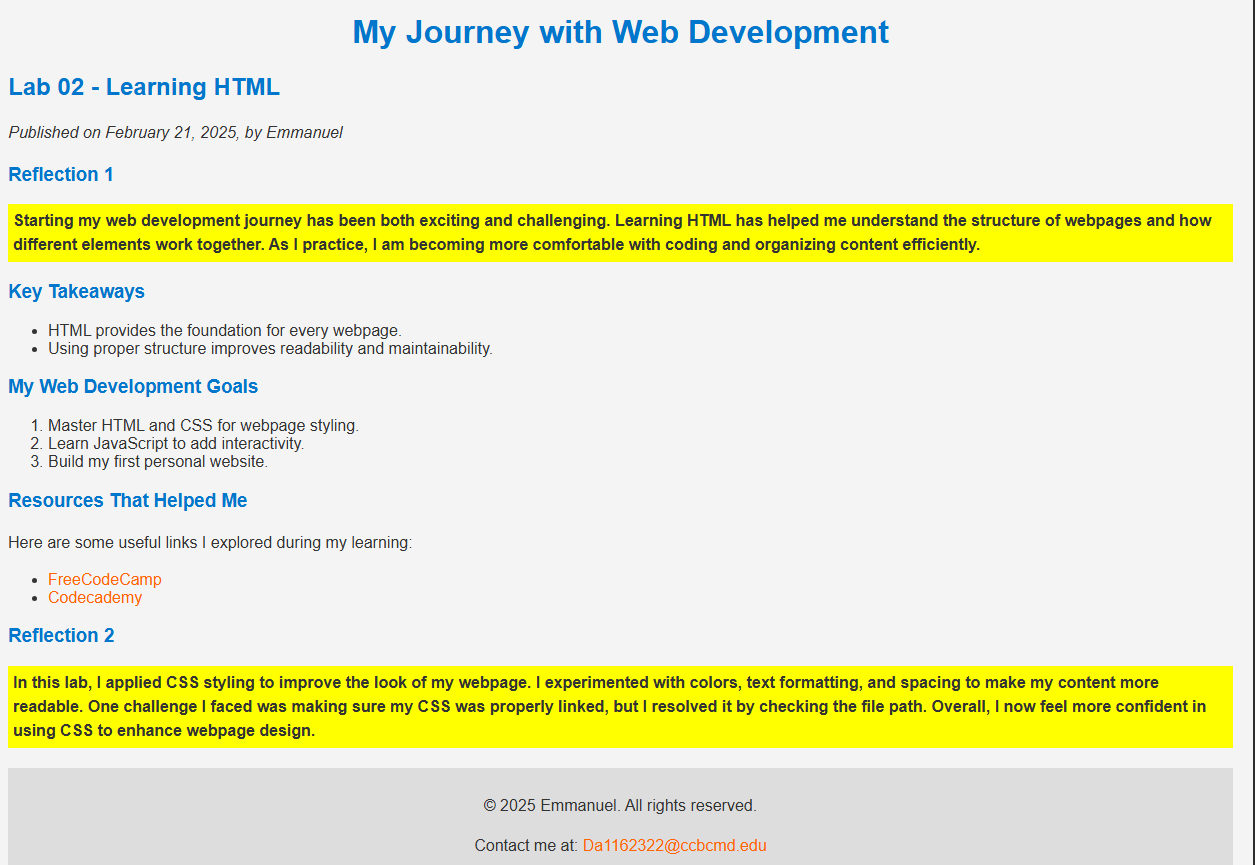 My Journey with Web Development
Lab 02 - Learning HTML
Published on February 21, 2025, by Emmanuel
Reflection 1
Starting my web development journey has been both exciting and challenging. Learning HTML has helped me understand the structure of webpages and how
different elements work together. As I practice, I am becoming more comfortable with coding and organizing content efficiently.
Key Takeaways
• HTML provides the foundation for every webpage.
• Using proper structure improves readability and maintainability.
My Web Development Goals
1. Master HTML and CSS for webpage styling.
2. Learn JavaScript to add interactivity.
3. Build my first personal website.
Resources That Helped Me
Here are some useful links I explored during my learning:
• FreeCodeCamp
• Codecademy
Reflection 2
In this lab, I applied CSS styling to improve the look of my webpage. I experimented with colors, text formatting, and spacing to make my content more
readable. One challenge I faced was making sure my CSS was properly linked, but I resolved it by checking the file path. Overall, I now feel more confident in
using CSS to enhance webpage design.
© 2025 Emmanuel. All rights reserved.
Contact me at: Da1162322@ccbcmd.edu